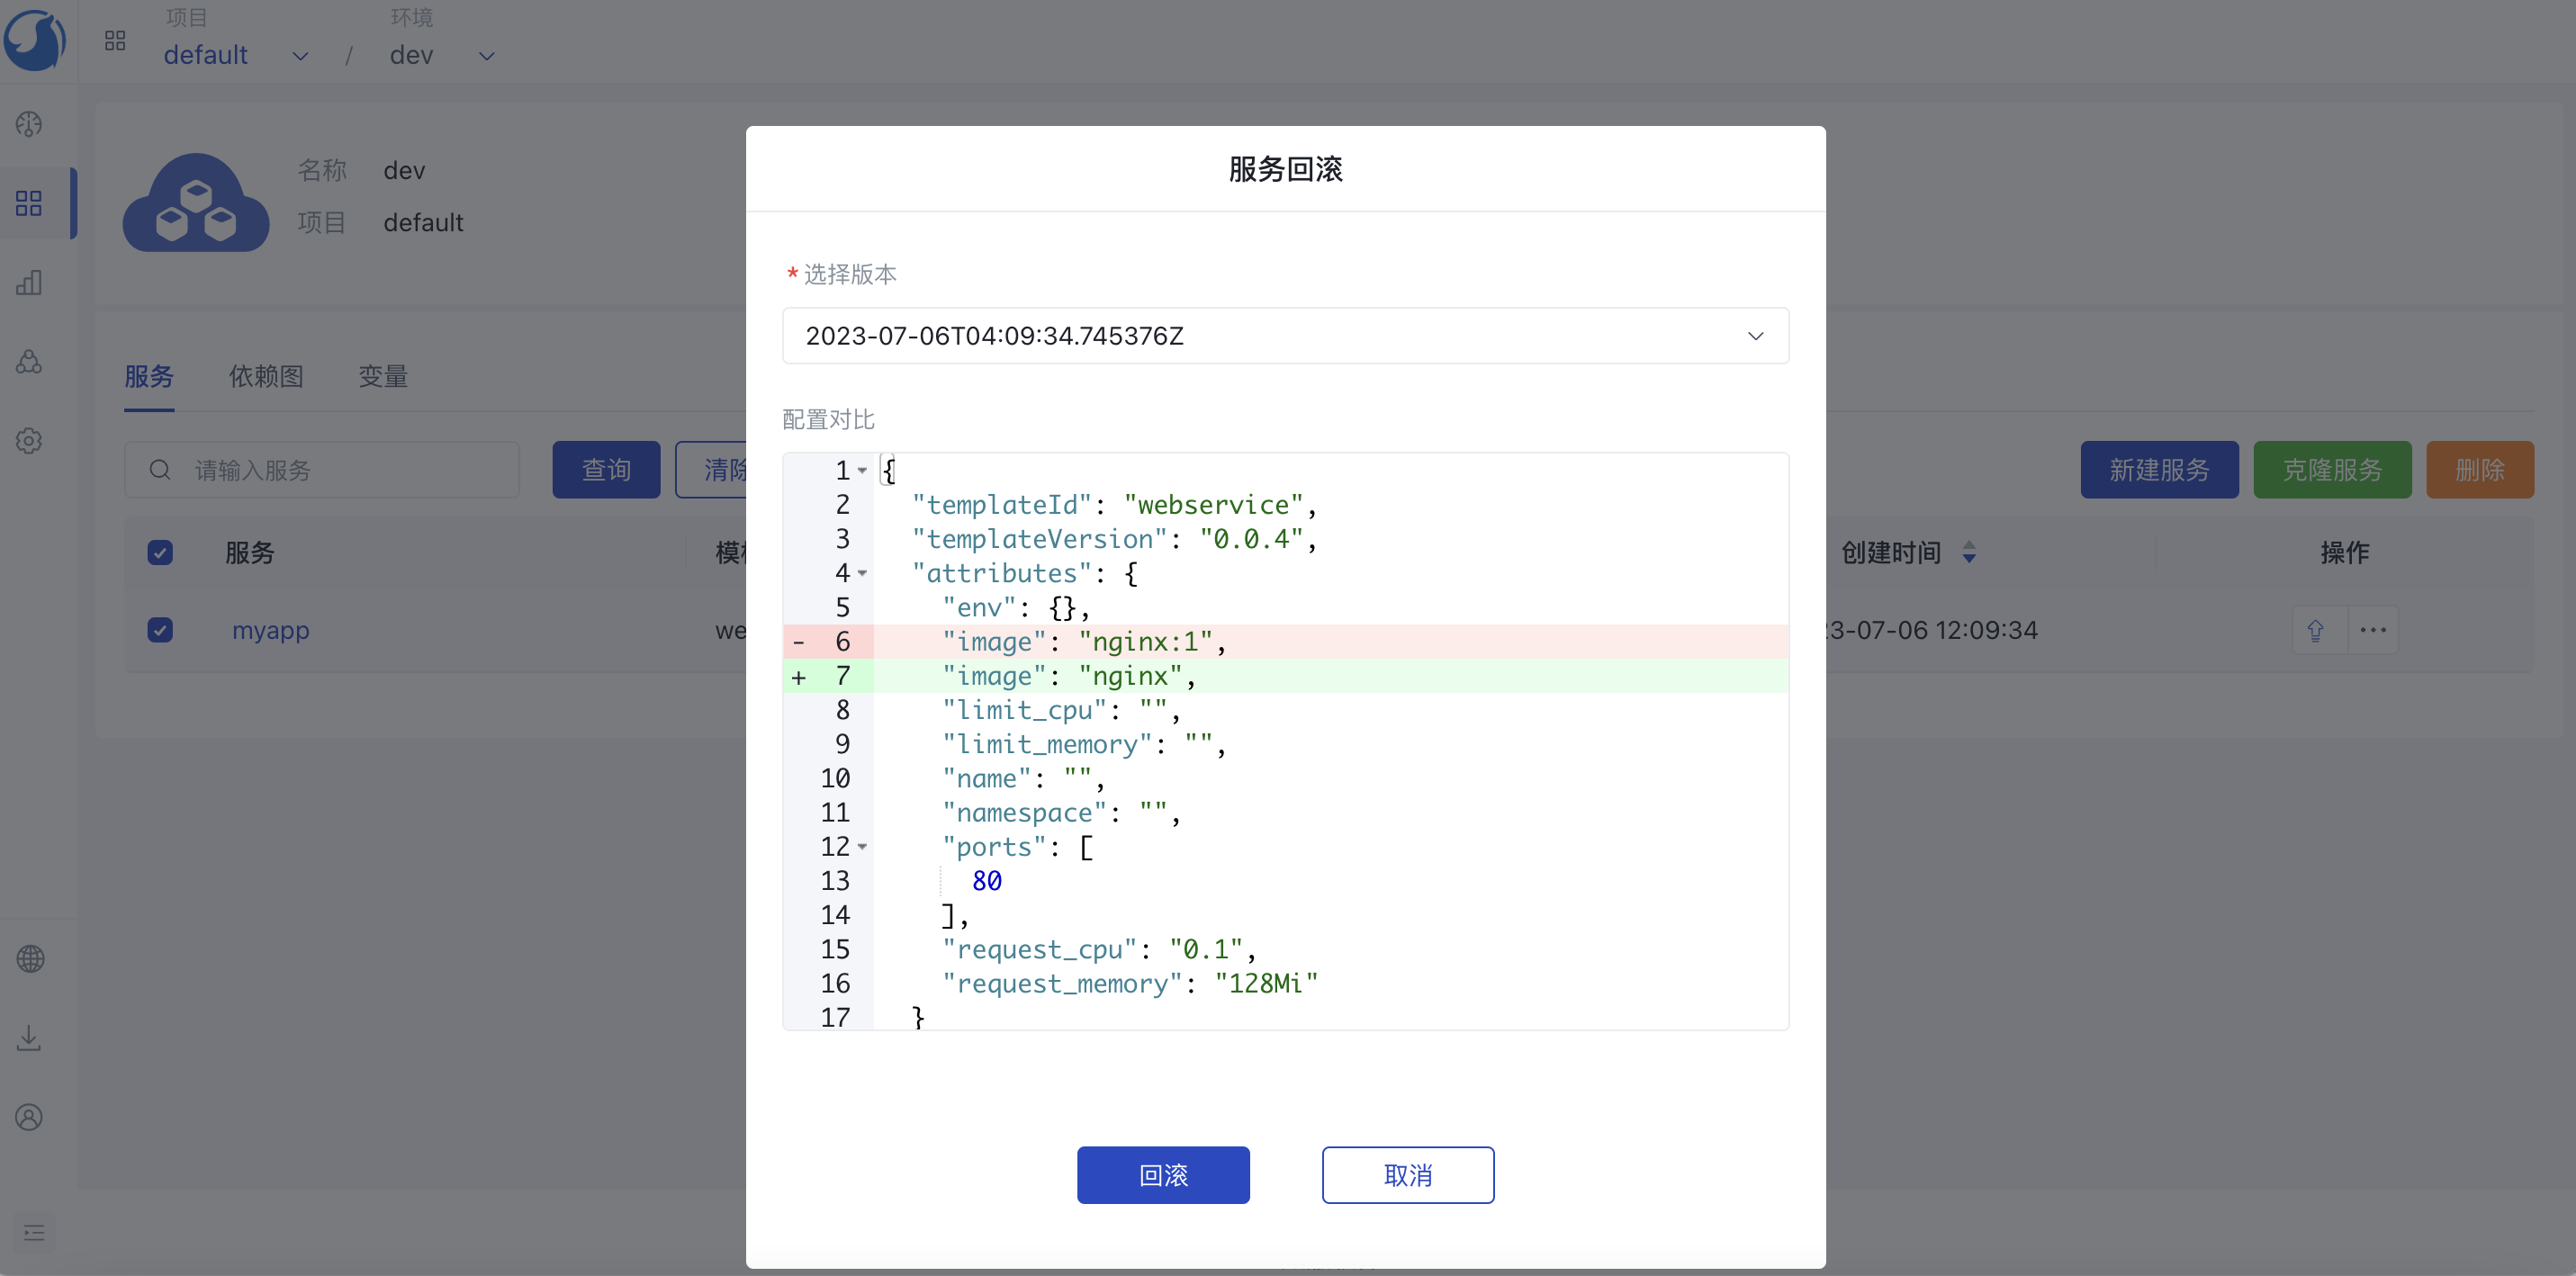 项目
环境
default
/
dev
名称 dev
项目 default
服务 依赖图 变量
请输入服务
查询
清除
新建服务
克隆服务
删除
服务
创建时间
操作
myapp
we
23-07-06 12:09:34
服务回滚
* 选择版本
2023-07-06T04:09:34.745376Z
配置对比
1 {
2 "templateId": "webservice",
3 "templateVersion": "0.0.4",
4 "attributes": {
5 "env": {},
- 6 "image": "nginx:1",
+ 7 "image": "nginx",
8 "limit_cpu": "",
9 "limit_memory": "",
10 "name": "",
11 "namespace": "",
12 "ports": [
13 80
14 ],
15 "request_cpu": "0.1",
16 "request_memory": "128Mi"
17 }
回滚
取消